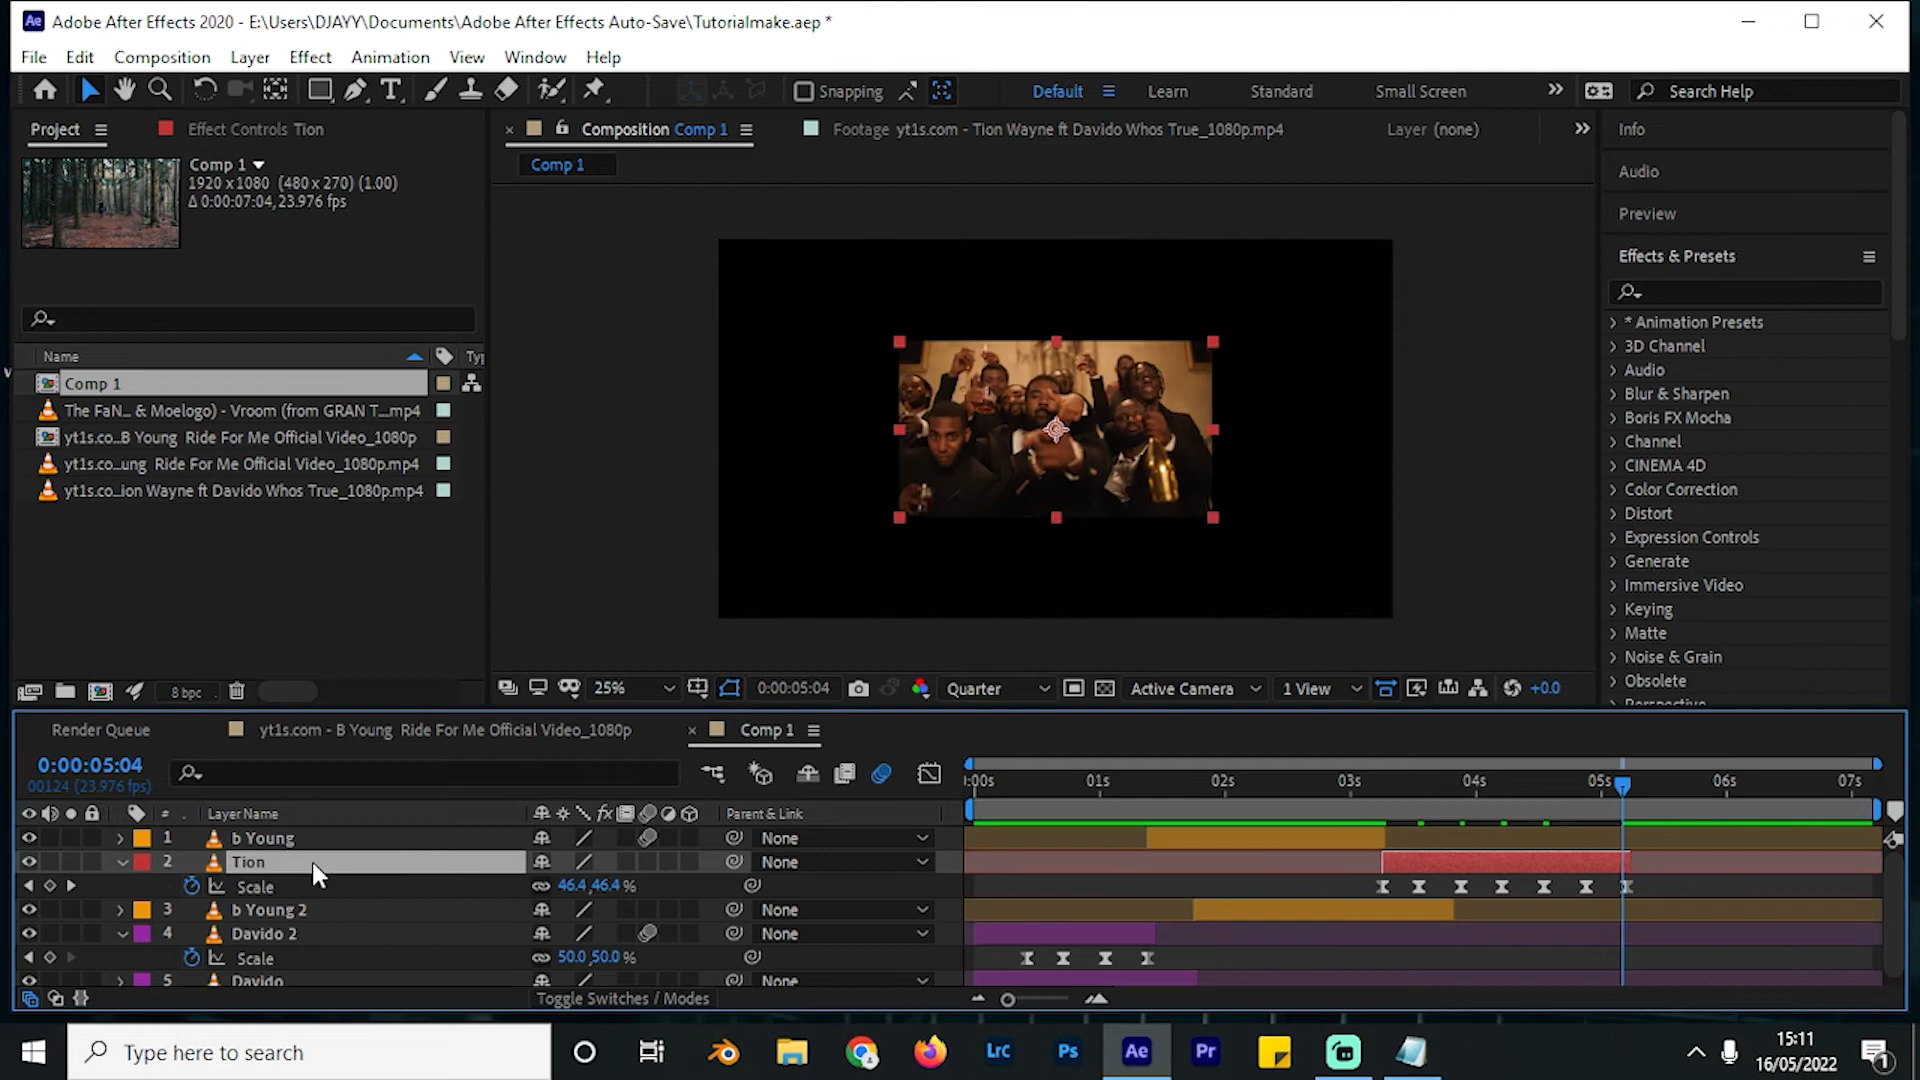 Adobe After Effects 2020 - E:\Users\DJAYY\Documents\Adobe After Effects Auto-Save\Tutorialmake.aep *
File Edit Composition Layer Effect Animation View Window Help
Snapping Default Learn Standard Small Screen Search Help
Project Effect Controls Tion
Composition Comp 1 Footage yt1s.com - Tion Wayne ft Davido Whos True_1080p.mp4 Layer (none)
Comp 1
Comp 1
1920 x 1080 (480 x 270) (1.00)
Δ 0:00:07:04, 23.976 fps
Name
Comp 1
The FaN... & Moelogo) - Vroom (from GRAN T....mp4
yt1s.co...B Young Ride For Me Official Video_1080p
yt1s.co...ung Ride For Me Official Video_1080p.mp4
yt1s.co...ion Wayne ft Davido Whos True_1080p.mp4
8 bpc
25% 0:00:05:04 Quarter Active Camera 1 View +0.0
Info
Audio
Preview
Effects & Presets
* Animation Presets
3D Channel
Audio
Blur & Sharpen
Boris FX Mocha
Channel
CINEMA 4D
Color Correction
Distort
Expression Controls
Generate
Immersive Video
Keying
Matte
Noise & Grain
Obsolete
Render Queue yt1s.com - B Young Ride For Me Official Video_1080p Comp 1
0:00:05:04
00124 (23.976 fps)
:00s 01s 02s 03s 04s 05s 06s 07s
# Layer Name Parent & Link
1 b Young None
2 Tion None
Scale 46.4,46.4 %
3 b Young 2 None
4 Davido 2 None
Scale 50.0,50.0 %
5 Davido None
Toggle Switches / Modes
Type here to search
Lrc Ps Ae Pr
15:11
16/05/2022
1